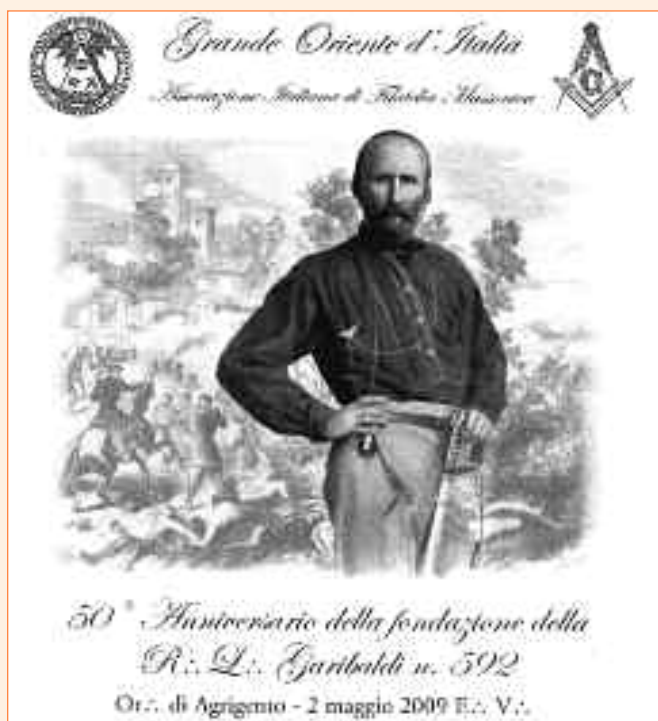 Grande Oriente d'Italia
Associazione Italiana di Filatelia Massonica
G
50° Anniversario della fondazione della
R∴ L∴ Garibaldi n. 592
Or∴ di Agrigento - 2 maggio 2009 E∴ V∴